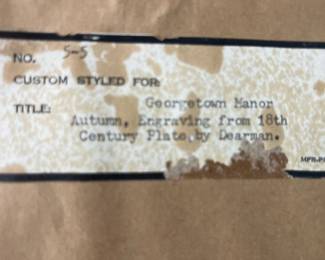 NO. 5-5
CUSTOM STYLED FOR:
Georgetown Manor
TITLE: Autumn, Engraving from 18th
Century Plate by Dearman.